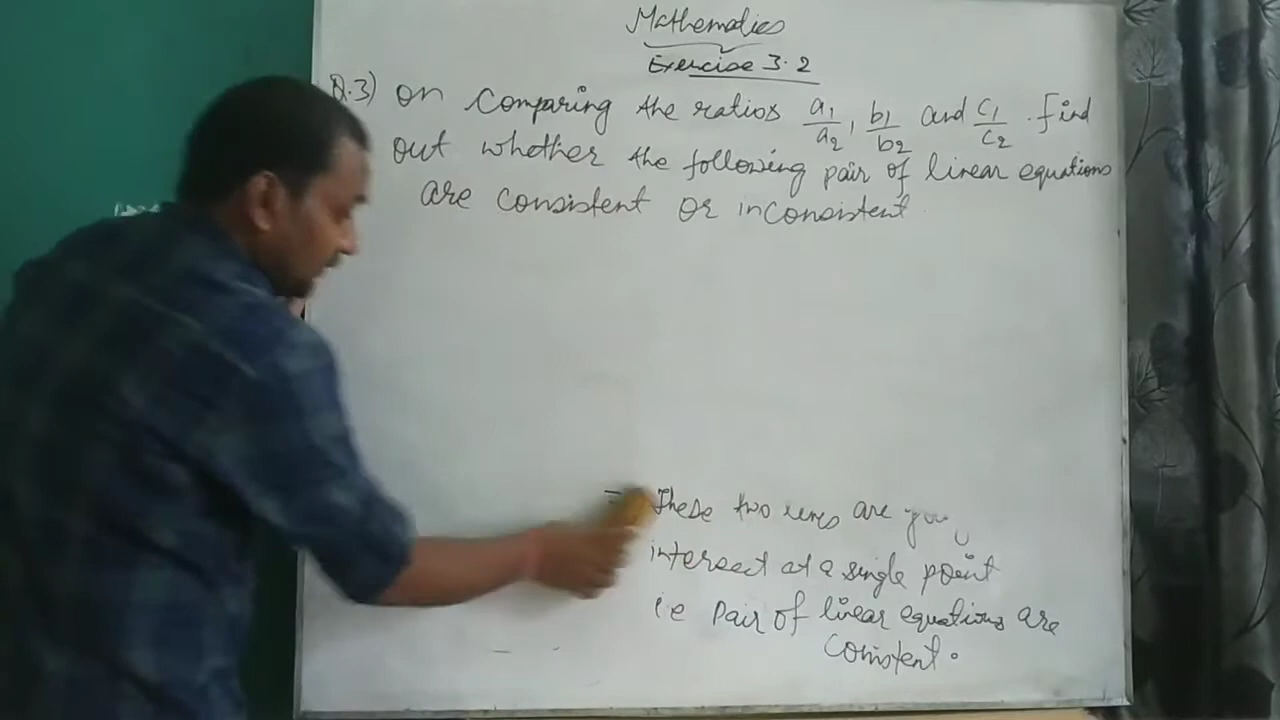 Mathematics
Exercise 3.2
Q.3) On Comparing the ratios a1/a2, b1/b2 and c1/c2. Find
out whether the following pair of linear equations
are consistent or inconsistent.
These two lines are
intersect at a single point
i.e Pair of linear equations are
Consistent.